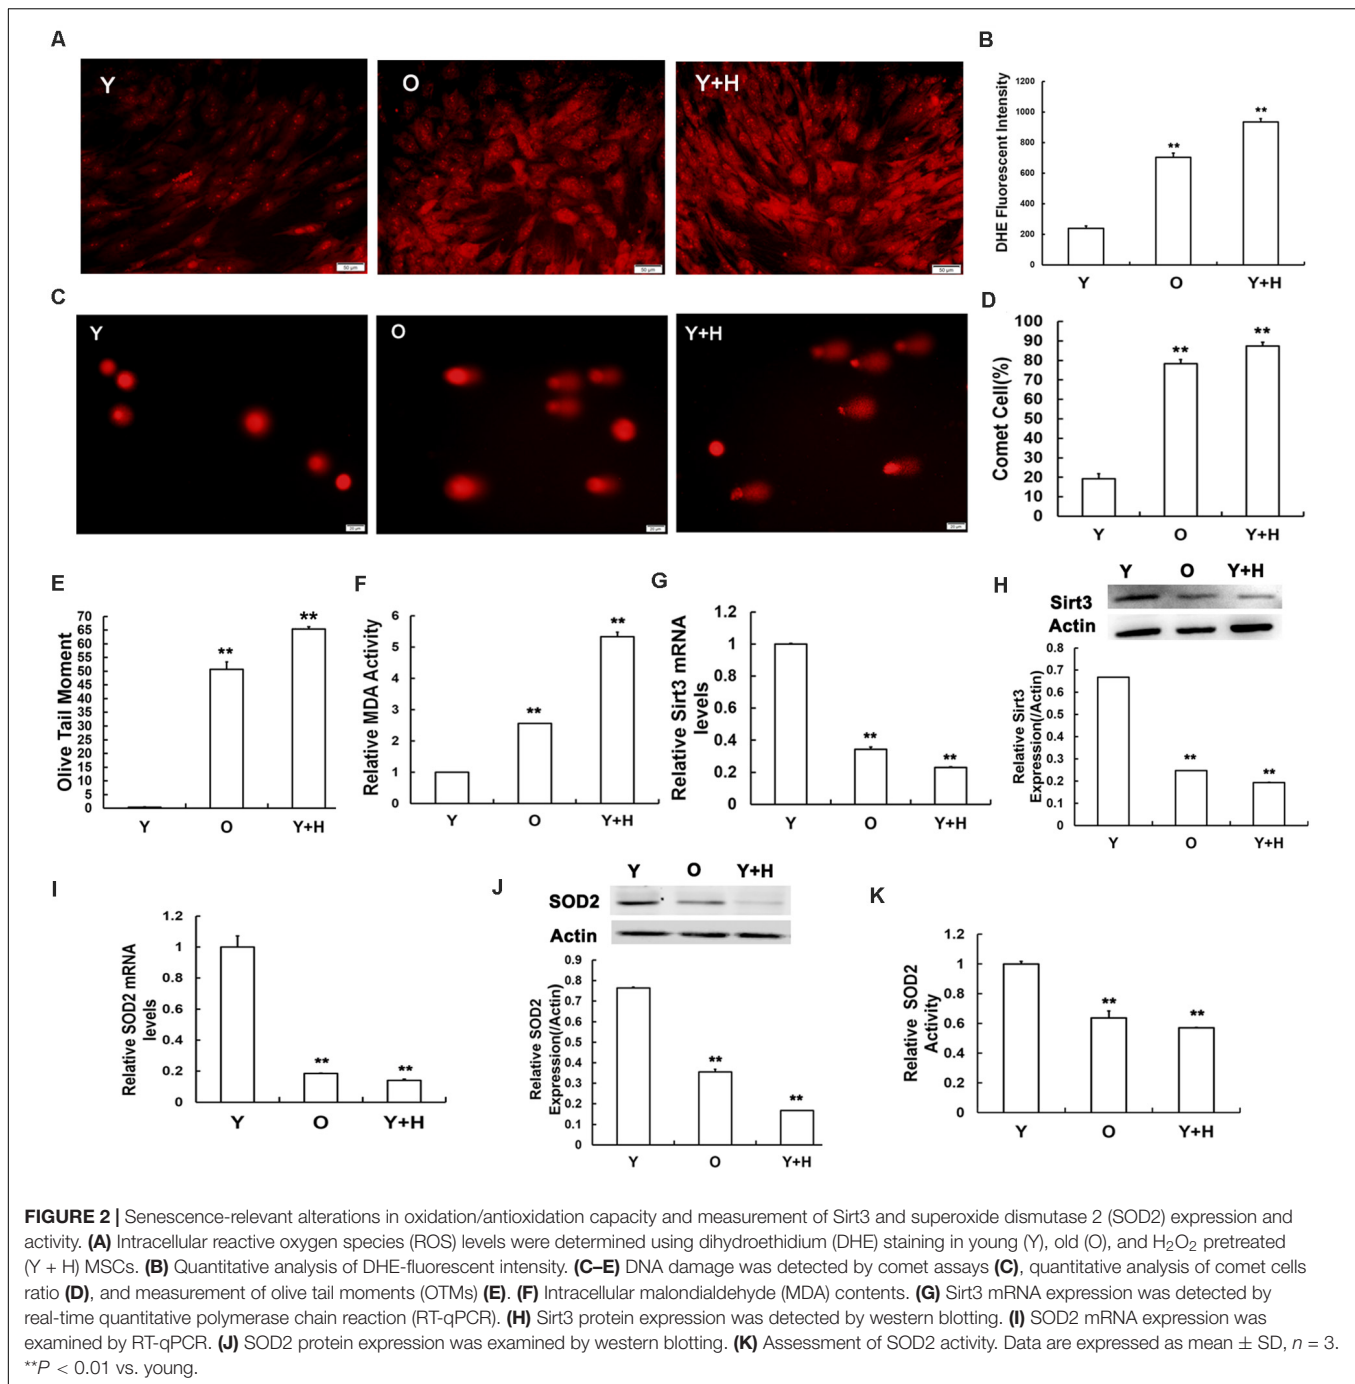 A
Y
O
Y+H
50 µm
50 µm
50 µm
B
DHE Fluorescent Intensity
1200
1000
800
600
400
200
0
**
**
Y
O
Y+H
C
Y
O
Y+H
20 µm
20 µm
20 µm
D
Comet Cell(%)
100
90
80
70
60
50
40
30
20
10
0
**
**
Y
O
Y+H
E
Olive Tail Moment
70
65
60
55
50
45
40
35
30
25
20
15
10
5
0
**
**
Y
O
Y+H
F
Relative MDA Activity
6
5
4
3
2
1
0
**
**
Y
O
Y+H
G
Relative Sirt3 mRNA
levels
1.2
1
0.8
0.6
0.4
0.2
0
**
**
Y
O
Y+H
H
Y O Y+H
Sirt3
Actin
Relative Sirt3
Expression(/Actin)
0.8
0.7
0.6
0.5
0.4
0.3
0.2
0.1
0
**
**
Y
O
Y+H
I
Relative SOD2 mRNA
levels
1.2
1
0.8
0.6
0.4
0.2
0
**
**
Y
O
Y+H
J
Y O Y+H
SOD2
Actin
Relative SOD2
Expression(/Actin)
0.9
0.8
0.7
0.6
0.5
0.4
0.3
0.2
0.1
0
**
**
Y
O
Y+H
K
Relative SOD2
Activity
1.2
1
0.8
0.6
0.4
0.2
0
**
**
Y
O
Y+H
FIGURE 2 | Senescence-relevant alterations in oxidation/antioxidation capacity and measurement of Sirt3 and superoxide dismutase 2 (SOD2) expression and
activity. (A) Intracellular reactive oxygen species (ROS) levels were determined using dihydroethidium (DHE) staining in young (Y), old (O), and H₂O₂ pretreated
(Y + H) MSCs. (B) Quantitative analysis of DHE-fluorescent intensity. (C–E) DNA damage was detected by comet assays (C), quantitative analysis of comet cells
ratio (D), and measurement of olive tail moments (OTMs) (E). (F) Intracellular malondialdehyde (MDA) contents. (G) Sirt3 mRNA expression was detected by
real-time quantitative polymerase chain reaction (RT-qPCR). (H) Sirt3 protein expression was detected by western blotting. (I) SOD2 mRNA expression was
examined by RT-qPCR. (J) SOD2 protein expression was examined by western blotting. (K) Assessment of SOD2 activity. Data are expressed as mean ± SD, n = 3.
**P < 0.01 vs. young.